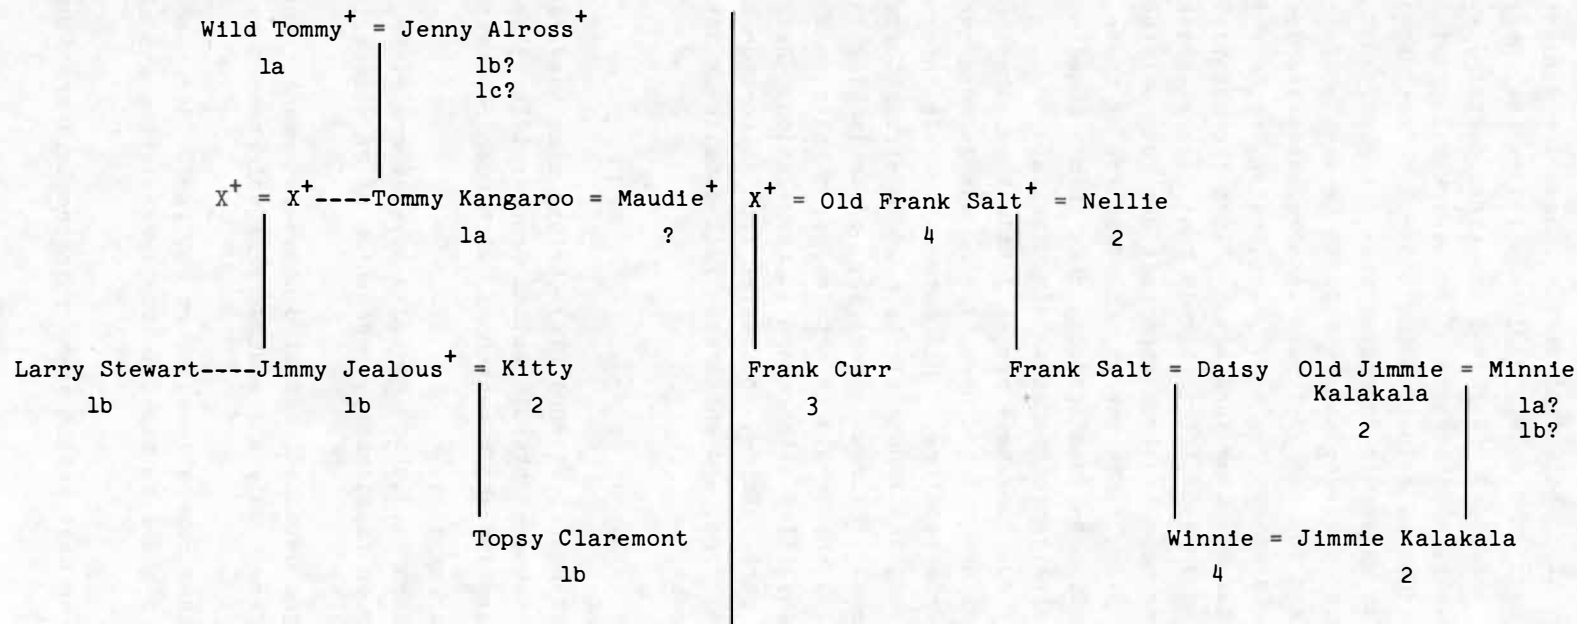 Wild Tommy+ = Jenny Alross+
1a 1b?
1c?
X+ = X+----Tommy Kangaroo = Maudie+ X+ = Old Frank Salt+ = Nellie
1a ? 4 2
Larry Stewart----Jimmy Jealous+ = Kitty Frank Curr Frank Salt = Daisy Old Jimmie = Minnie
Kalakala
1b 1b 2 3 2 1a?
1b?
Topsy Claremont Winnie = Jimmie Kalakala
1b 4 2